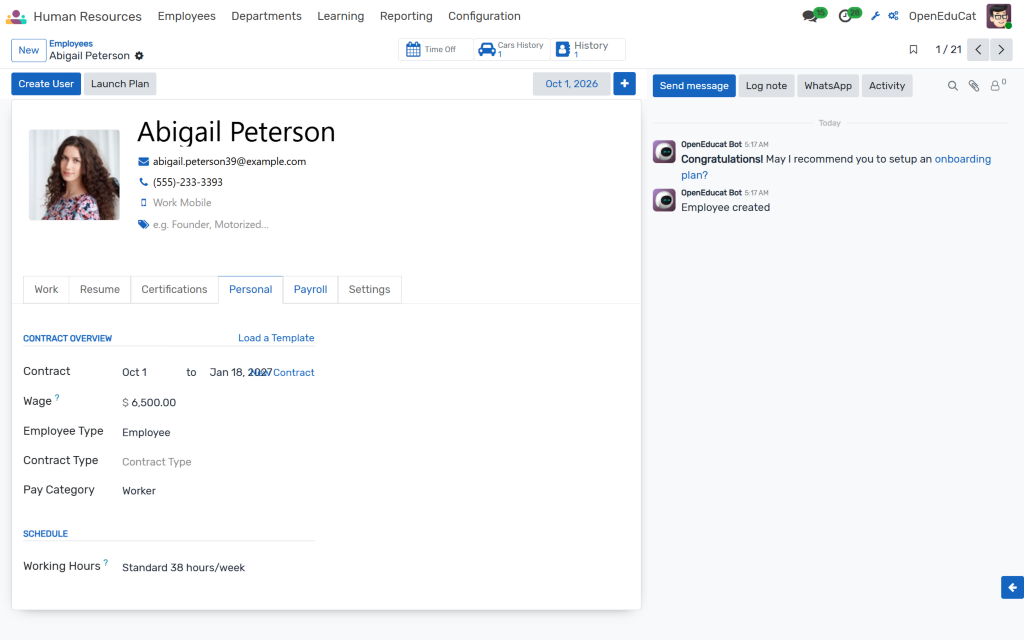 Human Resources Employees Departments Learning Reporting Configuration 15 26 OpenEduCat
New Employees Abigail Peterson
Time Off Cars History 1 History 1
1 / 21
Create User Launch Plan Oct 1, 2026 +
Send message Log note WhatsApp Activity 0
Abigail Peterson
abigail.peterson39@example.com
(555)-233-3393
Work Mobile
e.g. Founder, Motorized...
Work Resume Certifications Personal Payroll Settings
CONTRACT OVERVIEW Load a Template
Contract Oct 1 to Jan 18, 2027 New Contract
Wage ? $ 6,500.00
Employee Type Employee
Contract Type Contract Type
Pay Category Worker
SCHEDULE
Working Hours ? Standard 38 hours/week
Today
OpenEducat Bot 5:17 AM
Congratulations! May I recommend you to setup an onboarding
plan?
OpenEducat Bot 5:17 AM
Employee created